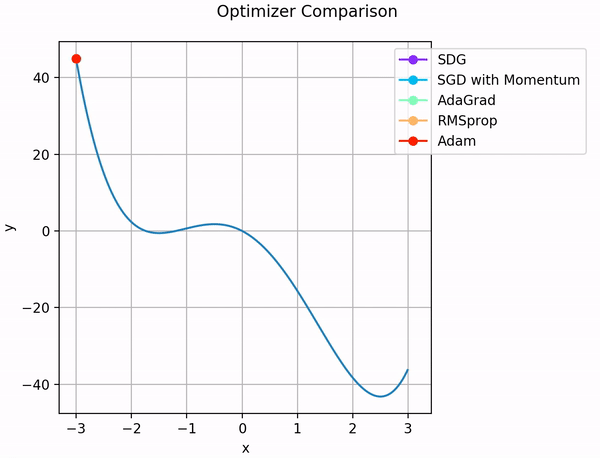 Optimizer Comparison
SDG
SGD with Momentum
AdaGrad
RMSprop
Adam
40
20
0
−20
−40
y
−3 −2 −1 0 1 2 3
x